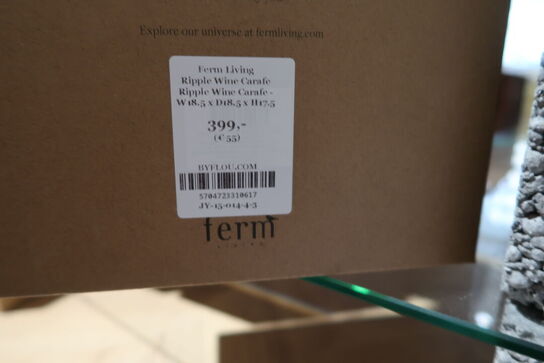 Explore our universe at fermliving.com
Ferm Living
Ripple Wine Carafe
Ripple Wine Carafe -
W18.5 x D18.5 x H17.5
399,-
(€ 55)
BYFLOU.COM
5704723310617
JY-15-014-4-3
ferm
LIVING